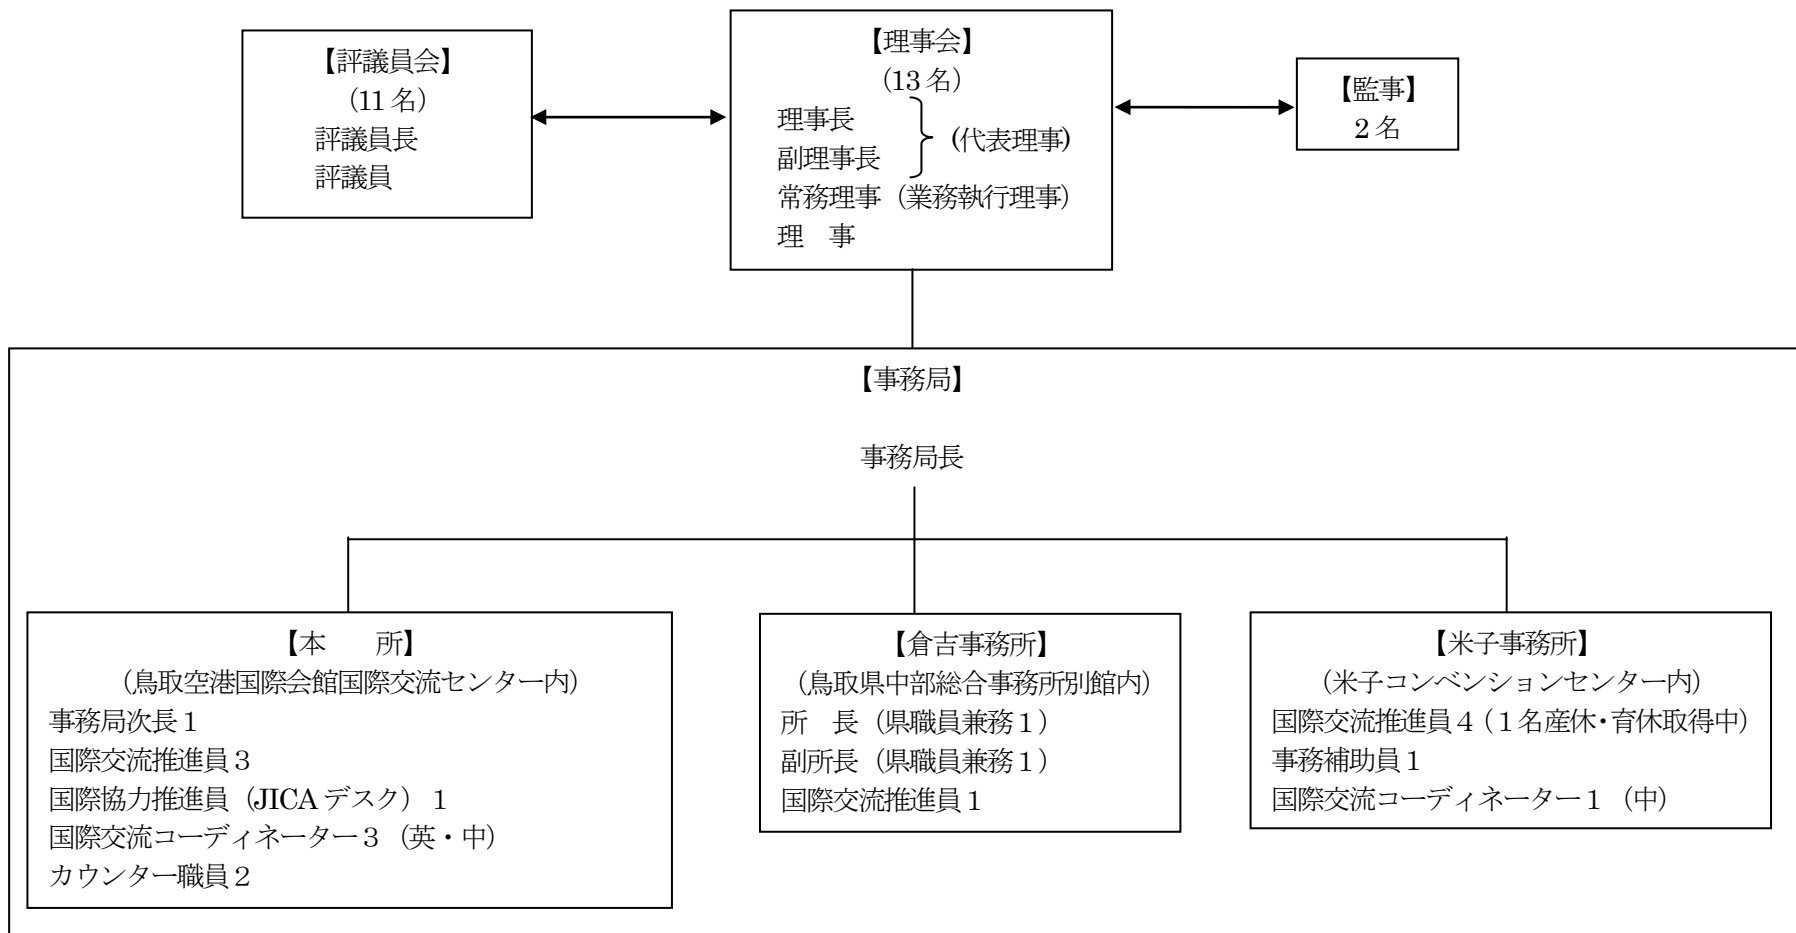 【評議員会】
（11名）
評議員長
評議員
【理事会】
（13名）
理事長
副理事長
(代表理事)
常務理事（業務執行理事）
理　事
【監事】
２名
【事務局】
事務局長
【本　　所】
（鳥取空港国際会館国際交流センター内）
事務局次長１
国際交流推進員３
国際協力推進員（JICAデスク）１
国際交流コーディネーター３（英・中）
カウンター職員２
【倉吉事務所】
（鳥取県中部総合事務所別館内）
所　長（県職員兼務１）
副所長（県職員兼務１）
国際交流推進員１
【米子事務所】
（米子コンベンションセンター内）
国際交流推進員４（１名産休・育休取得中）
事務補助員１
国際交流コーディネーター１（中）